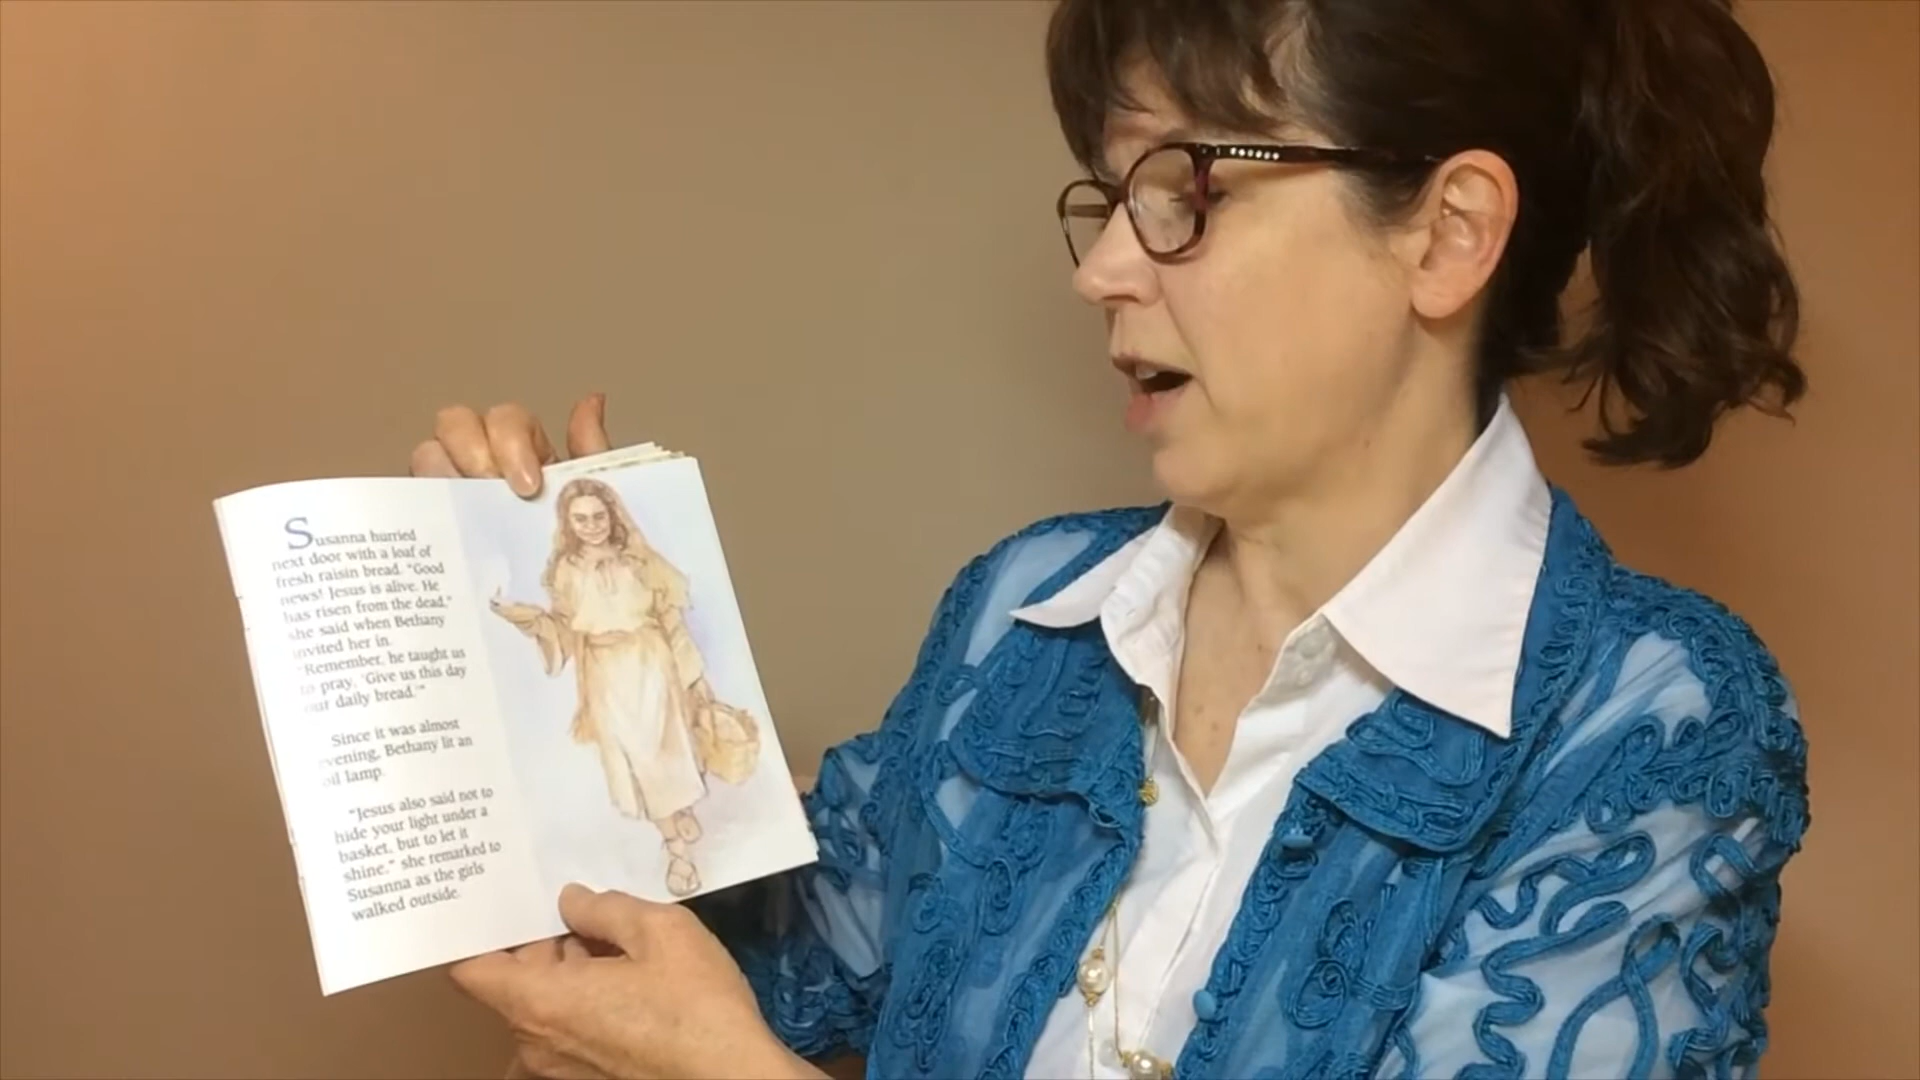 Susanna hurried
next door with a loaf of
fresh raisin bread. "Good
news! Jesus is alive. He
has risen from the dead,"
she said when Bethany
invited her in.
"Remember, he taught us
to pray, 'Give us this day
our daily bread.'"
Since it was almost
evening, Bethany lit an
oil lamp.
"Jesus also said not to
hide your light under a
basket, but to let it
shine," she remarked to
Susanna as the girls
walked outside.